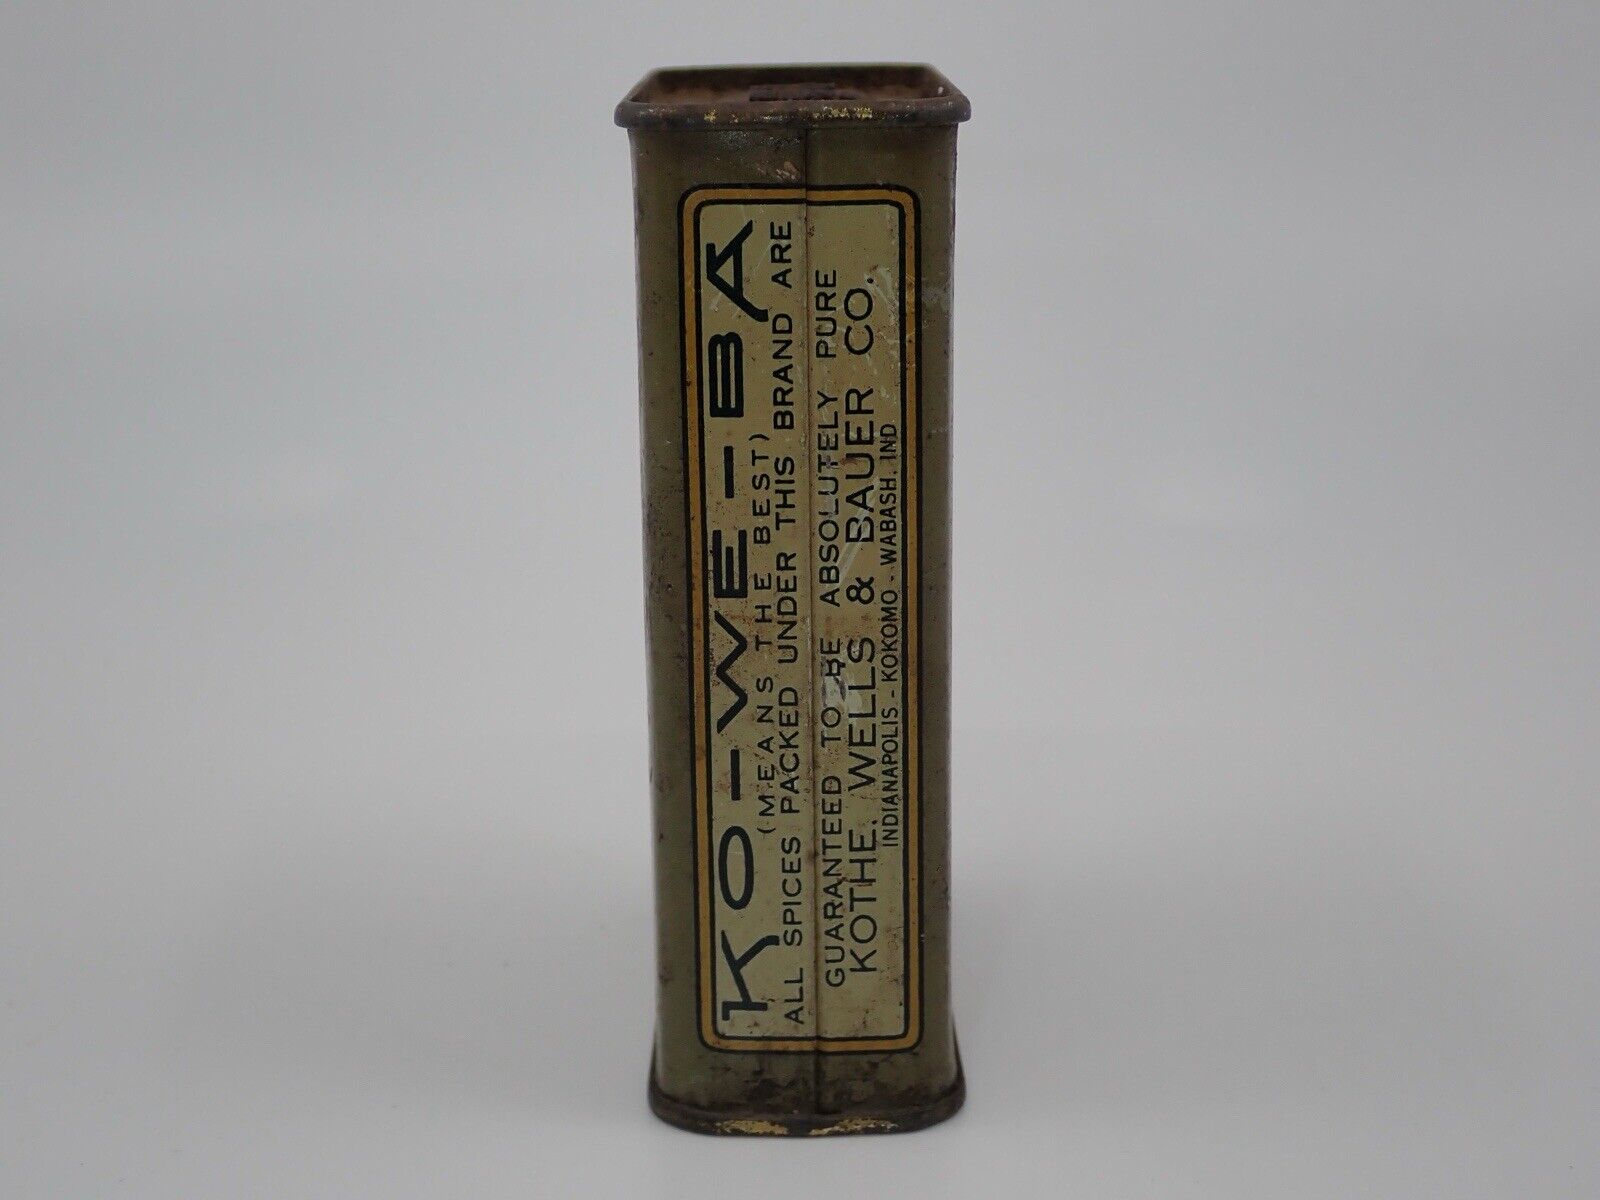 KO-WE-BA
(MEANS THE BEST)
ALL SPICES PACKED UNDER THIS BRAND ARE
GUARANTEED TO BE ABSOLUTELY PURE
KOTHE, WELLS & BAUER CO.
INDIANAPOLIS - KOKOMO - WABASH, IND